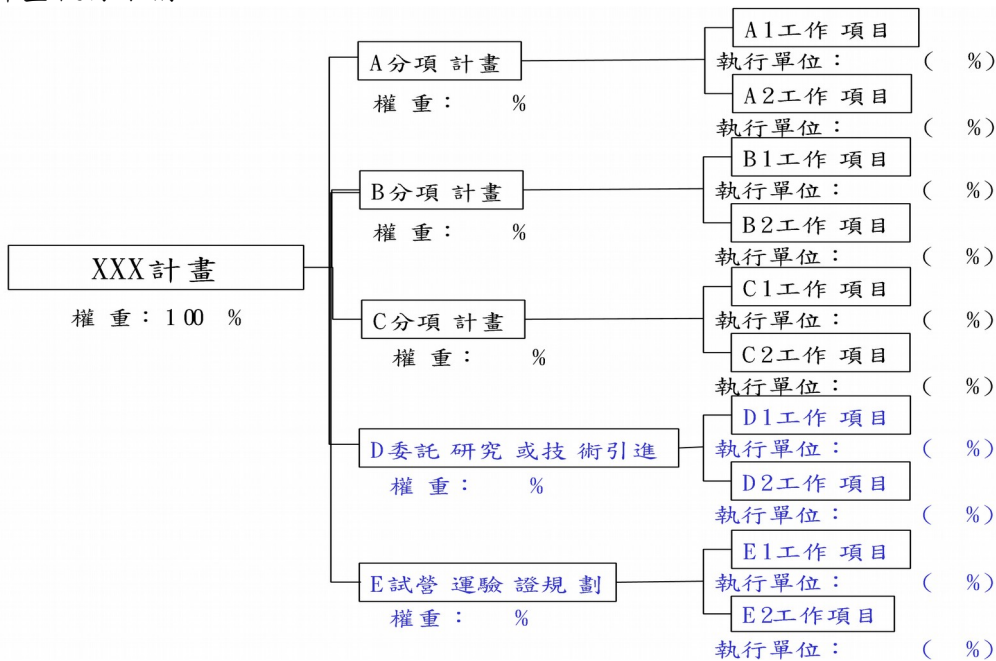 A1工作項目
A分項計畫
執行單位： ( %)
權重： %
A2工作項目
執行單位： ( %)
B1工作項目
B分項計畫
執行單位： ( %)
權重： %
B2工作項目
執行單位： ( %)
XXX計畫
權重：100 %
C1工作項目
C分項計畫
執行單位： ( %)
權重： %
C2工作項目
執行單位： ( %)
D1工作項目
D委託研究或技術引進
執行單位： ( %)
權重： %
D2工作項目
執行單位： ( %)
E1工作項目
E試營運驗證規劃
執行單位： ( %)
權重： %
E2工作項目
執行單位： ( %)